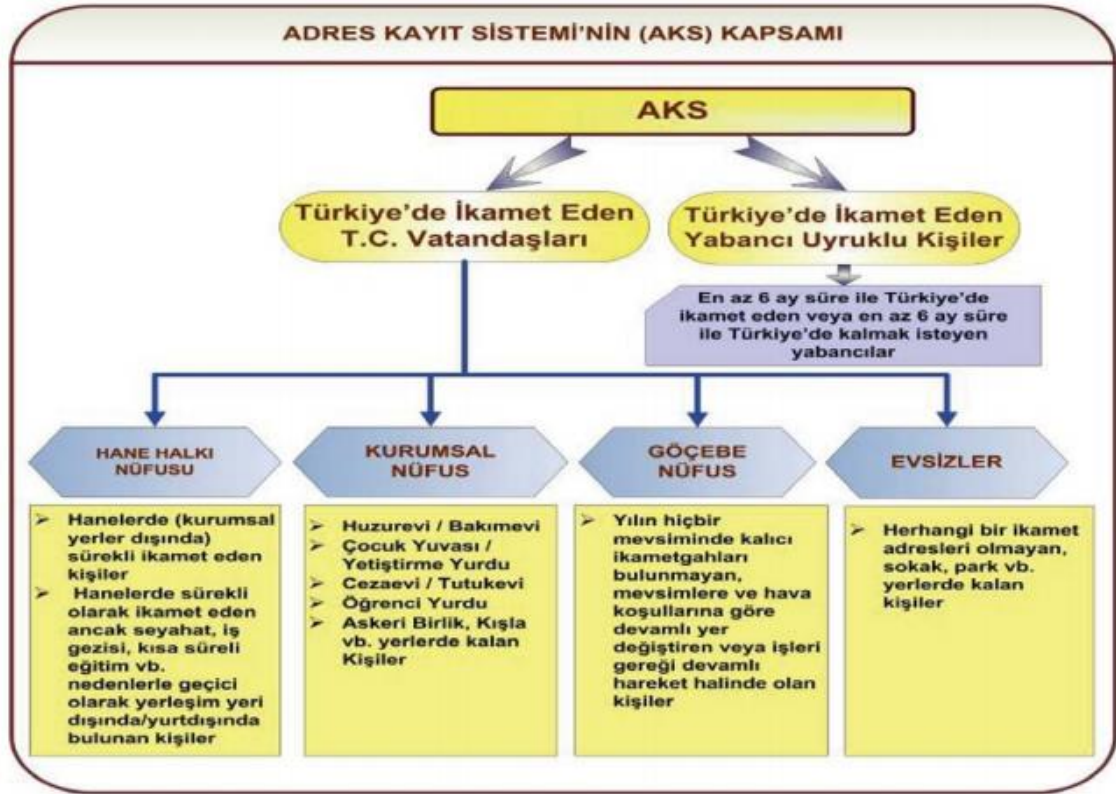 ADRES KAYIT SİSTEMİ'NİN (AKS) KAPSAMI
AKS
Türkiye'de İkamet Eden
T.C. Vatandaşları
Türkiye'de İkamet Eden
Yabancı Uyruklu Kişiler
En az 6 ay süre ile Türkiye'de
ikamet eden veya en az 6 ay süre
ile Türkiye'de kalmak isteyen
yabancılar
HANE HALKI
NÜFUSU
Hanelerde (kurumsal
yerler dışında)
sürekli ikamet eden
kişiler
Hanelerde sürekli
olarak ikamet eden
ancak seyahat, iş
gezisi, kısa süreli
eğitim vb.
nedenlerle geçici
olarak yerleşim yeri
dışında/yurtdışında
bulunan kişiler
KURUMSAL
NÜFUS
Huzurevi / Bakımevi
Çocuk Yuvası /
Yetiştirme Yurdu
Cezaevi / Tutukevi
Öğrenci Yurdu
Askeri Birlik, Kışla
vb. yerlerde kalan
Kişiler
GÖÇEBE
NÜFUS
Yılın hiçbir
mevsiminde kalıcı
ikametgahları
bulunmayan,
mevsimlere ve hava
koşullarına göre
devamlı yer
değiştiren veya işleri
gereği devamlı
hareket halinde olan
kişiler
EVSİZLER
Herhangi bir ikamet
adresleri olmayan,
sokak, park vb.
yerlerde kalan
kişiler